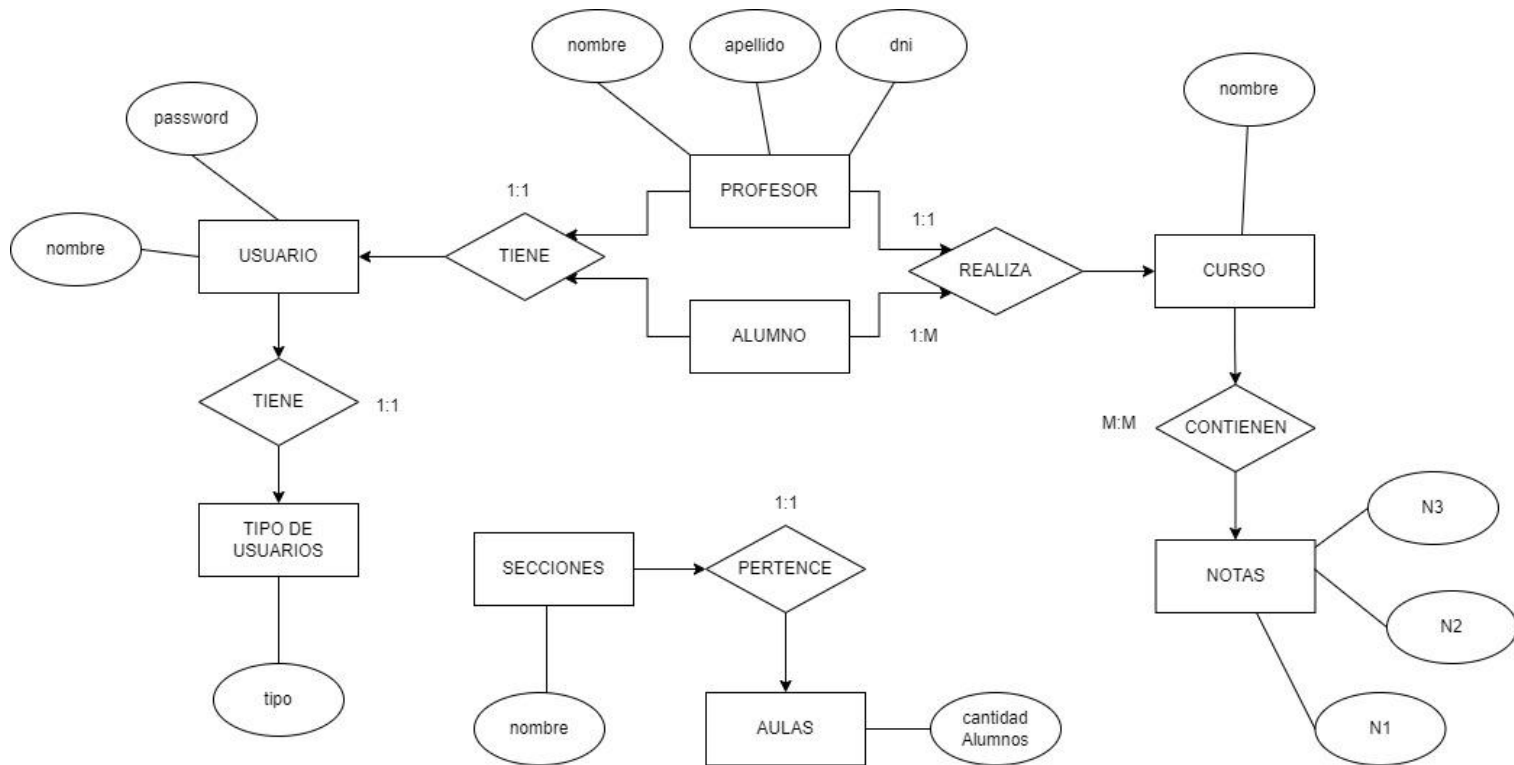 nombre
apellido
dni
nombre
password
PROFESOR
1:1
1:1
nombre
USUARIO
TIENE
REALIZA
CURSO
ALUMNO
1:M
TIENE
1:1
M:M
CONTIENEN
1:1
N3
TIPO DE
USUARIOS
SECCIONES
PERTENCE
NOTAS
N2
tipo
nombre
AULAS
cantidad
Alumnos
N1